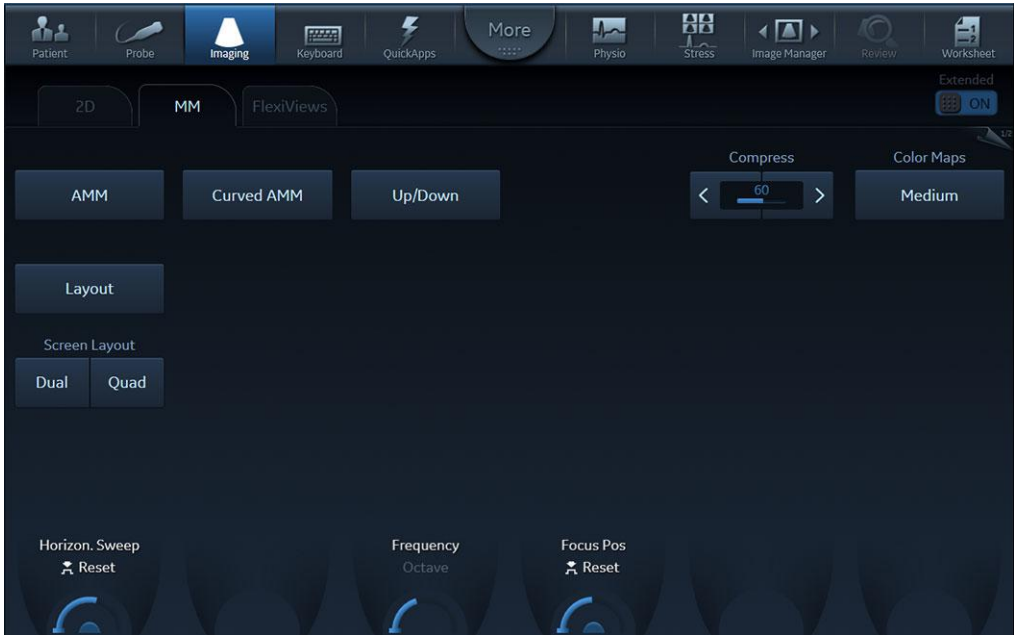 Patient
Probe
Imaging
Keyboard
QuickApps
More
Physio
Stress
Image Manager
Review
Worksheet
Extended
ON
2D
MM
FlexiViews
1/2
Compress
Color Maps
AMM
Curved AMM
Up/Down
60
Medium
Layout
Screen Layout
Dual
Quad
Horizon. Sweep
Reset
Frequency
Octave
Focus Pos
Reset